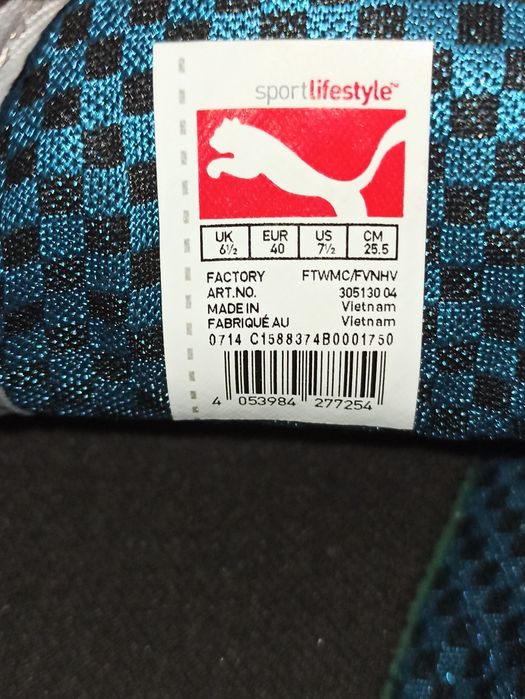 sportlifestyle™
UK EUR US CM
6½ 40 7½ 25.5
FACTORY FTWMC/FVNHV
ART.NO. 305130 04
MADE IN Vietnam
FABRIQUÉ AU Vietnam
0714 C1588374B0001750
4 053984 277254